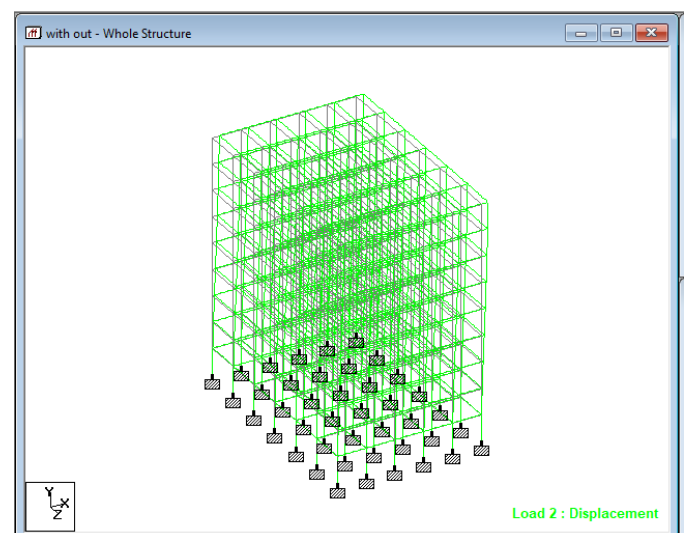 with out - Whole Structure
Y
X
Z
Load 2 : Displacement